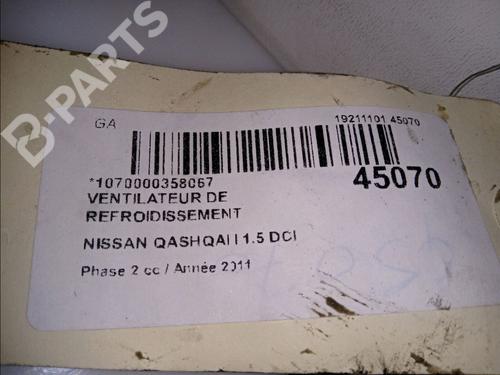 B-PARTS
GA
19211101 45070
*1070000358067
45070
VENTILATEUR DE
REFROIDISSEMENT
NISSAN QASHQAI I 1.5 DCI
Phase 2 cc / Année 2011